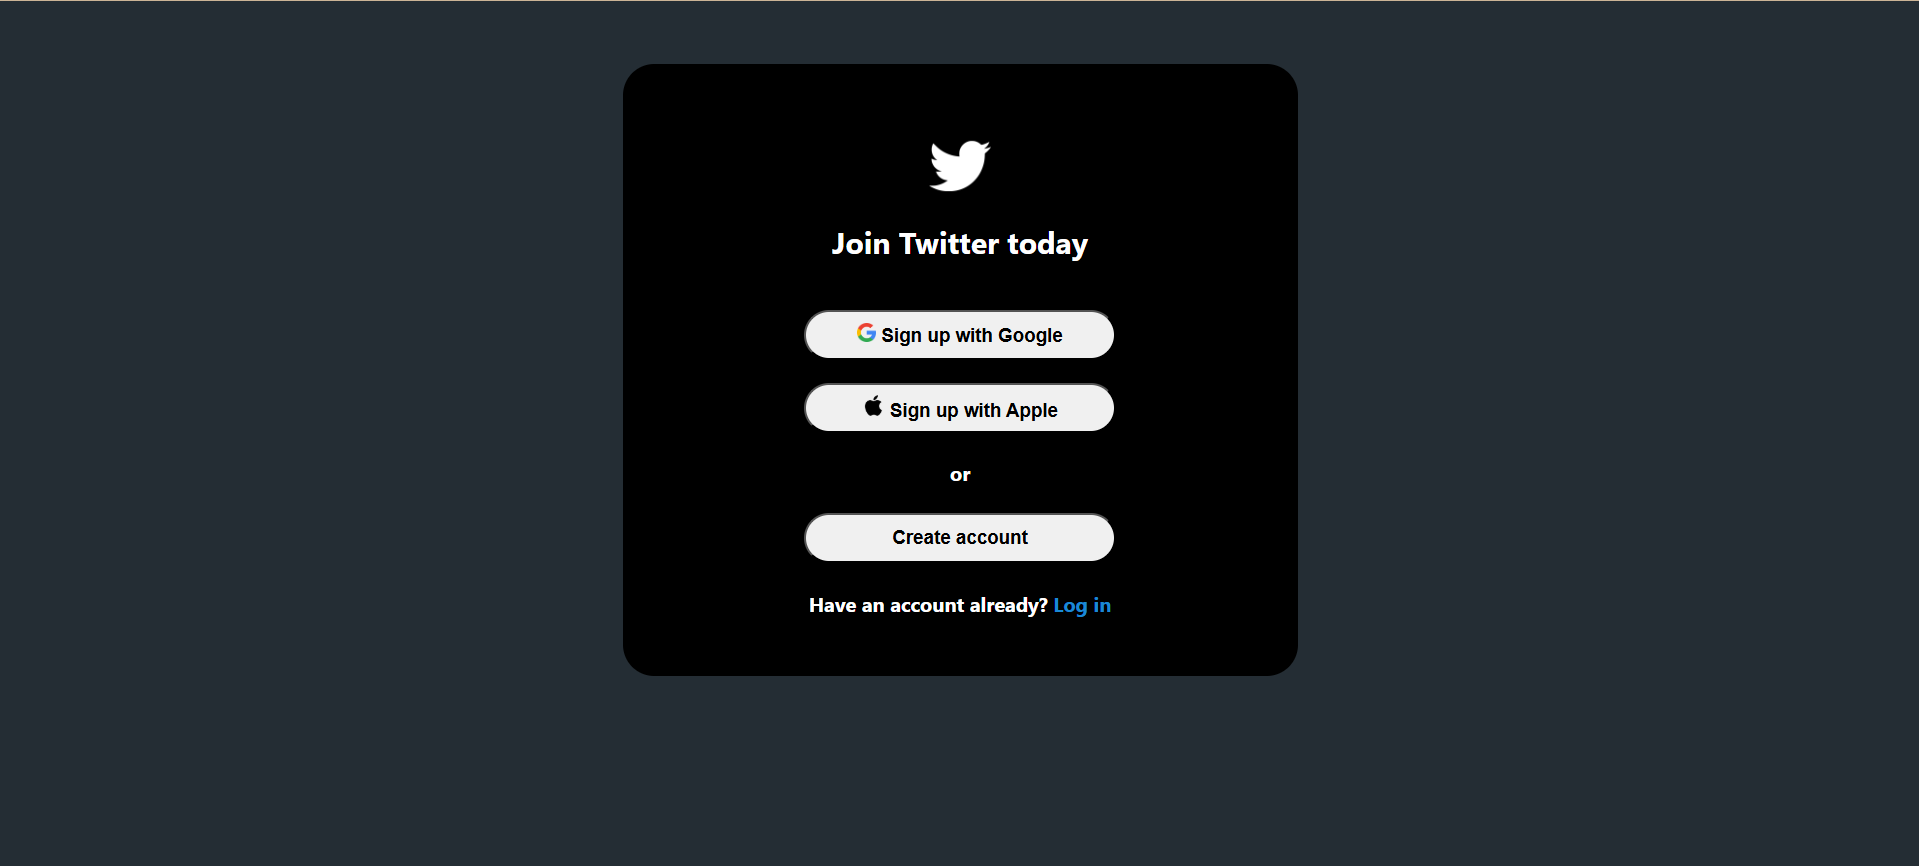 Join Twitter today
Sign up with Google
Sign up with Apple
or
Create account
Have an account already? Log in